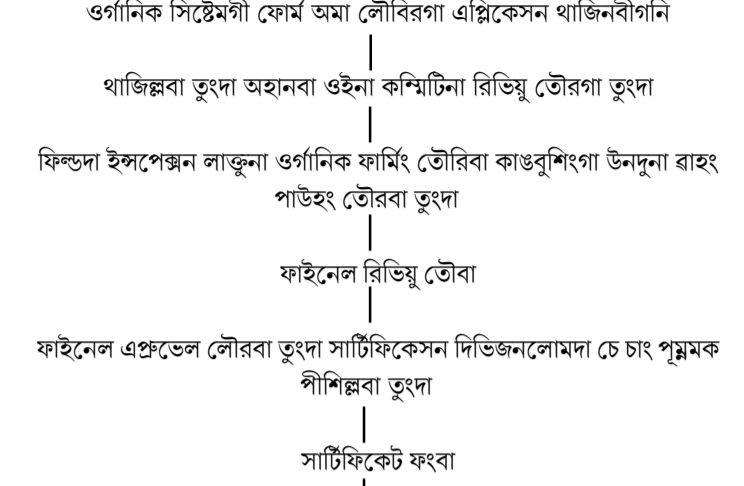 ওর্গানিক সিষ্টেমগী ফোর্ম অমা লৌবিরগা এপ্লিকেসন থাজিনবীগনি
থাজিল্লবা তুংদা অহানবা ওইনা কম্মিটিনা রিভিয়ু তৌরগা তুংদা
ফিল্ডদা ইন্সপেক্সন লাক্তুনা ওর্গানিক ফার্মিং তৌরিবা কাঙবুশিংগা উনদুনা ৱাহং
পাউহং তৌরবা তুংদা
ফাইনেল রিভিয়ু তৌবা
ফাইনেল এপ্রুভেল লৌরবা তুংদা সার্টিফিকেসন দিভিজনলোমদা চে চাং পূম্নমক
পীশিল্লবা তুংদা
সার্টিফিকেট ফংবা